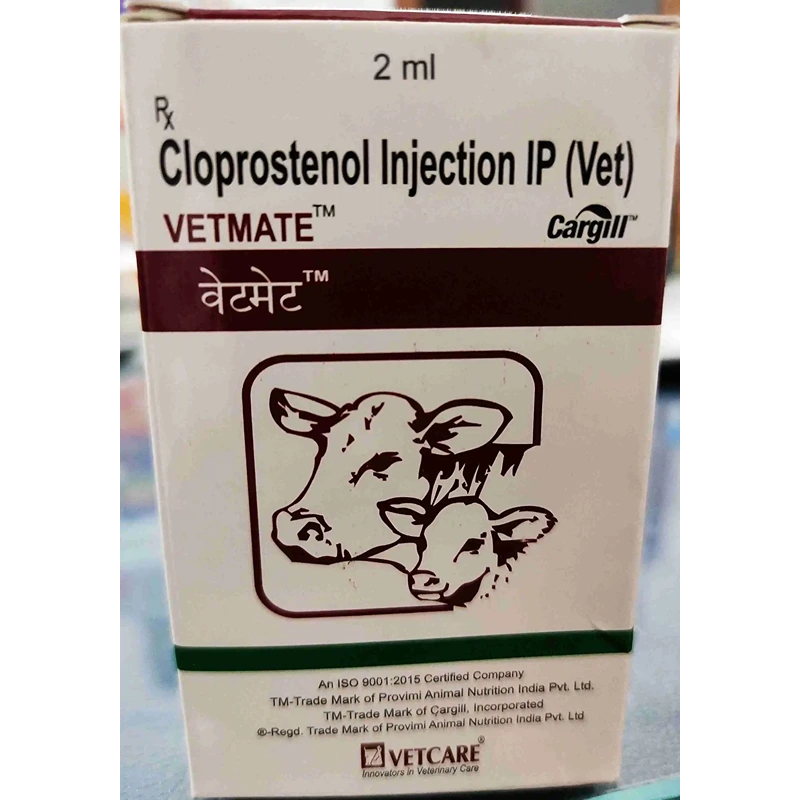 2 ml
Rx
Cloprostenol Injection IP (Vet)
VETMATE™
Cargill™
वेटमेट™
An ISO 9001:2015 Certified Company
TM-Trade Mark of Provimi Animal Nutrition India Pvt. Ltd.
TM-Trade Mark of Cargill, Incorporated
®-Regd. Trade Mark of Provimi Animal Nutrition India Pvt. Ltd
VETCARE®
Innovators in Veterinary Care